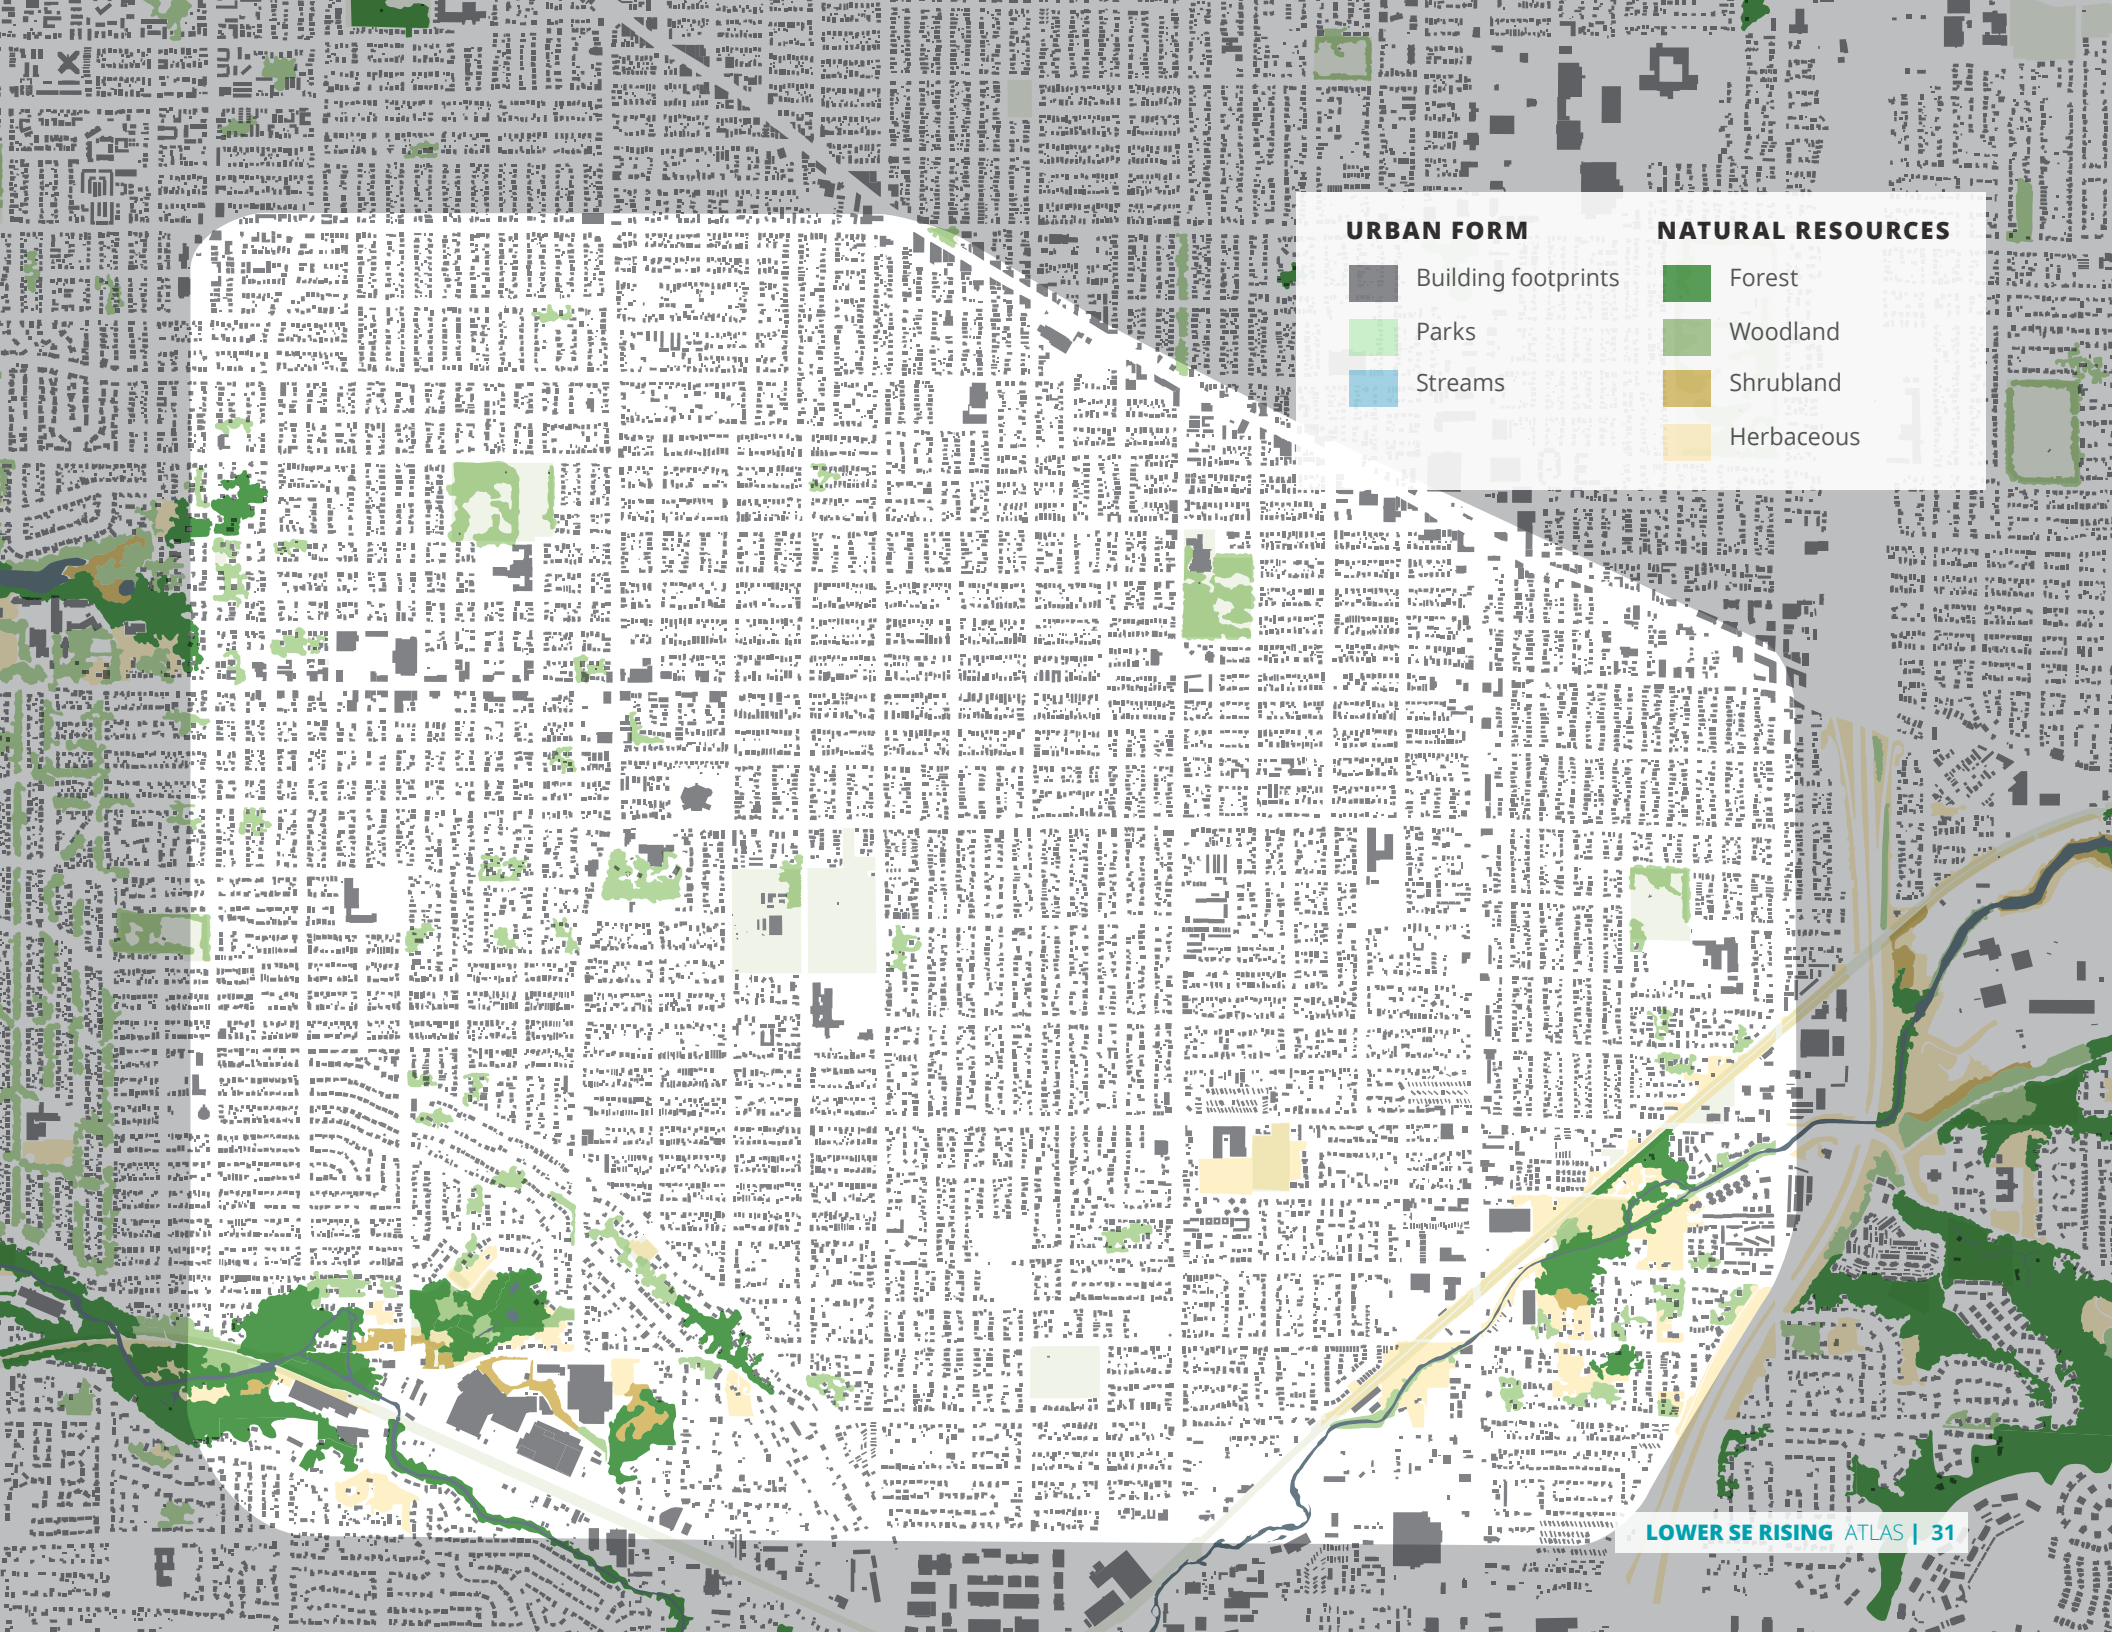 URBAN FORM
Building footprints
Parks
Streams
NATURAL RESOURCES
Forest
Woodland
Shrubland
Herbaceous
LOWER SE RISING ATLAS | 31